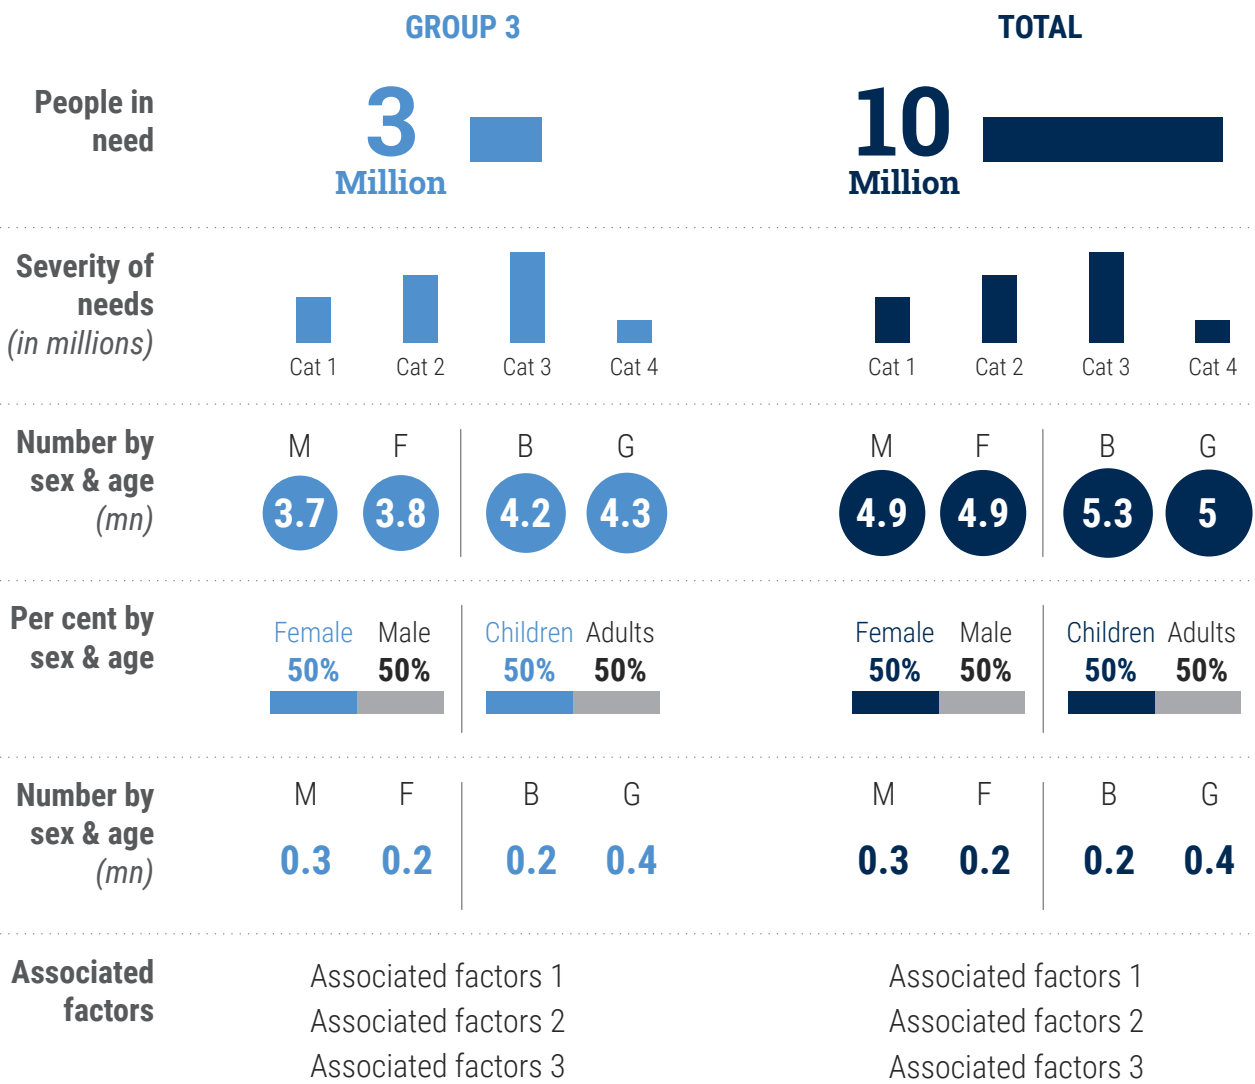 GROUP 3 TOTAL
People in
need
3
Million
10
Million
Severity of
needs
(in millions)
Cat 1 Cat 2 Cat 3 Cat 4
Cat 1 Cat 2 Cat 3 Cat 4
Number by
sex & age
(mn)
M F B G
3.7 3.8 4.2 4.3
M F B G
4.9 4.9 5.3 5
Per cent by
sex & age
Female Male Children Adults
50% 50% 50% 50%
Female Male Children Adults
50% 50% 50% 50%
Number by
sex & age
(mn)
M F B G
0.3 0.2 0.2 0.4
M F B G
0.3 0.2 0.2 0.4
Associated
factors
Associated factors 1
Associated factors 2
Associated factors 3
Associated factors 1
Associated factors 2
Associated factors 3